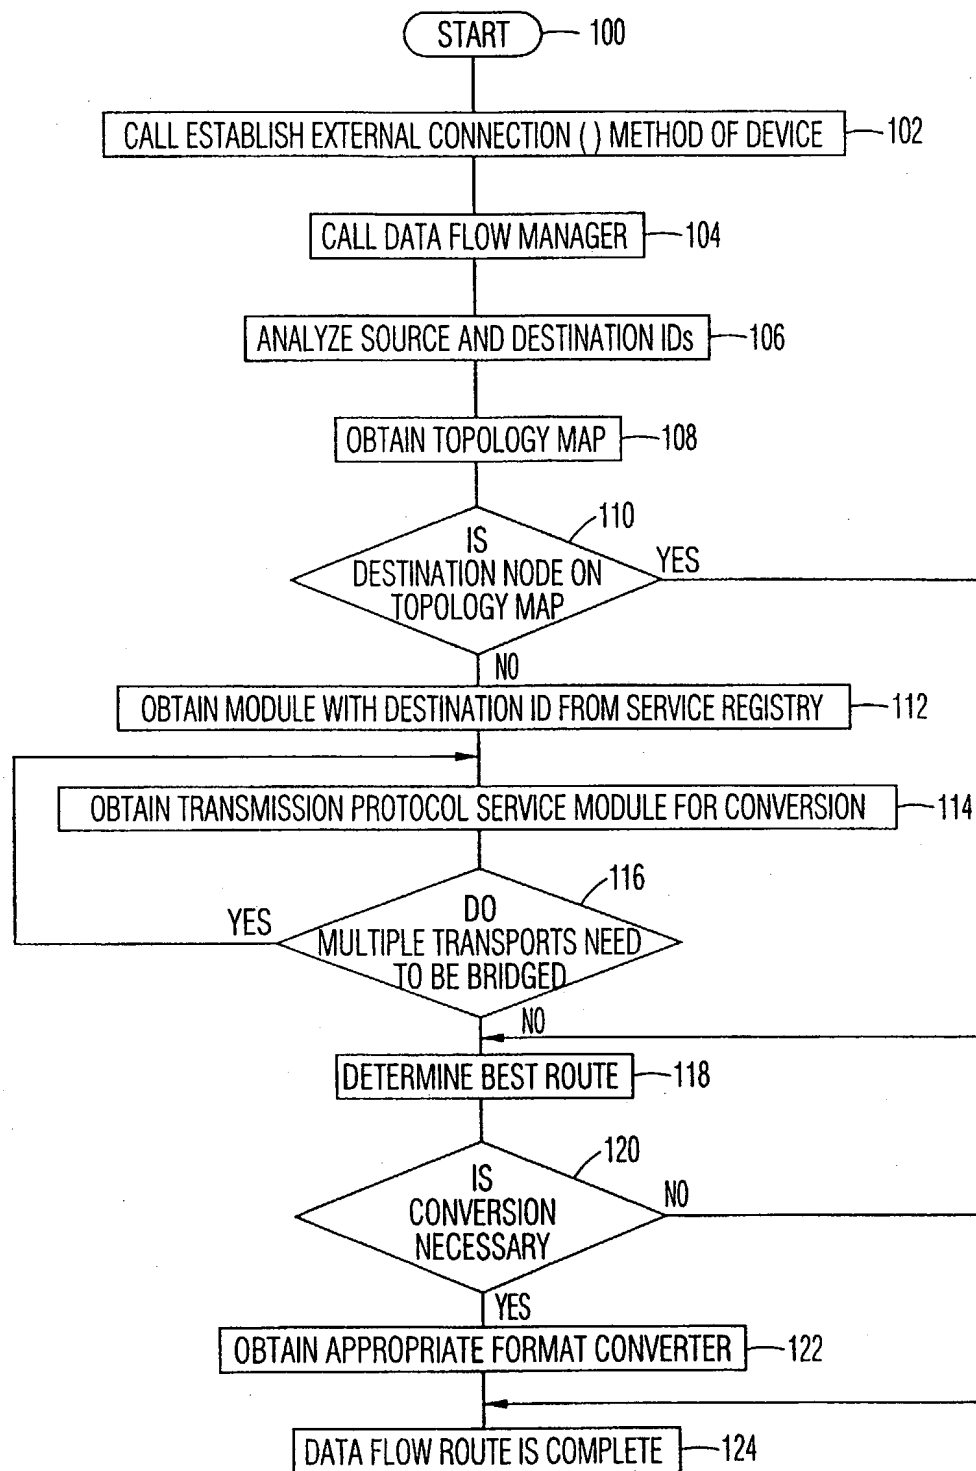 START
100
CALL ESTABLISH EXTERNAL CONNECTION ( ) METHOD OF DEVICE
102
CALL DATA FLOW MANAGER
104
ANALYZE SOURCE AND DESTINATION IDs
106
OBTAIN TOPOLOGY MAP
108
110
IS
DESTINATION NODE ON
TOPOLOGY MAP
YES
NO
OBTAIN MODULE WITH DESTINATION ID FROM SERVICE REGISTRY
112
OBTAIN TRANSMISSION PROTOCOL SERVICE MODULE FOR CONVERSION
114
116
YES
DO
MULTIPLE TRANSPORTS NEED
TO BE BRIDGED
NO
DETERMINE BEST ROUTE
118
120
IS
CONVERSION
NECESSARY
NO
YES
OBTAIN APPROPRIATE FORMAT CONVERTER
122
DATA FLOW ROUTE IS COMPLETE
124